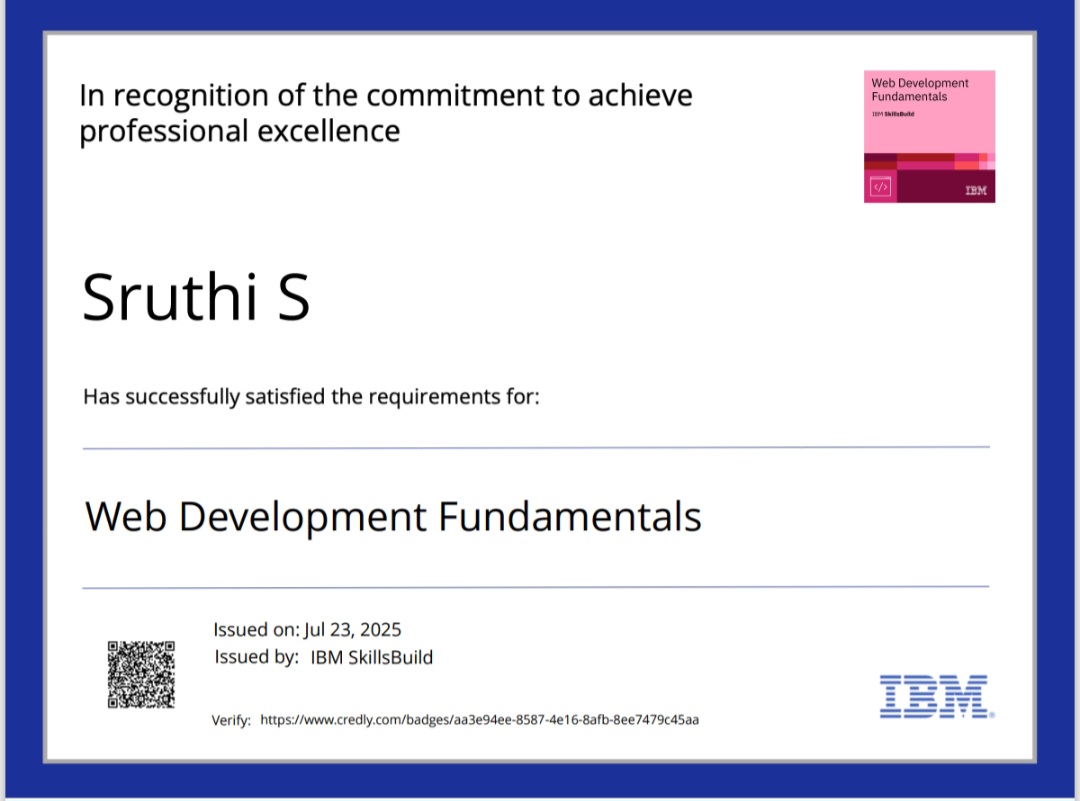 In recognition of the commitment to achieve
professional excellence
Web Development
Fundamentals
IBM SkillsBuild
</>
IBM
Sruthi S
Has successfully satisfied the requirements for:
Web Development Fundamentals
Issued on: Jul 23, 2025
Issued by: IBM SkillsBuild
Verify: https://www.credly.com/badges/aa3e94ee-8587-4e16-8afb-8ee7479c45aa
IBM®